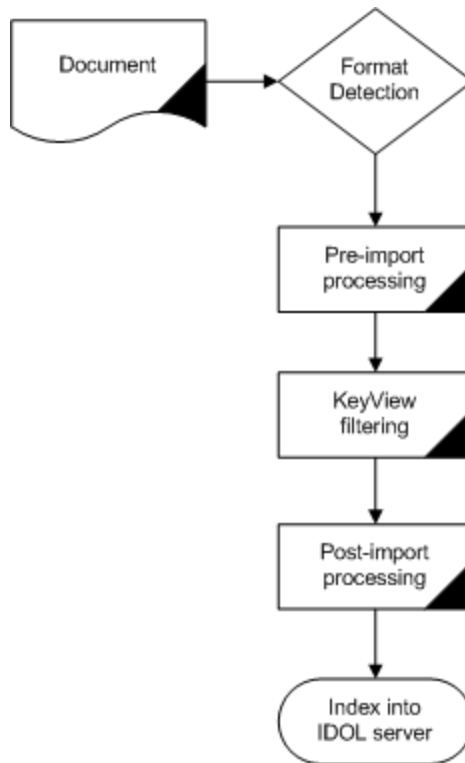 Document
Format
Detection
Pre-import
processing
KeyView
filtering
Post-import
processing
Index into
IDOL server